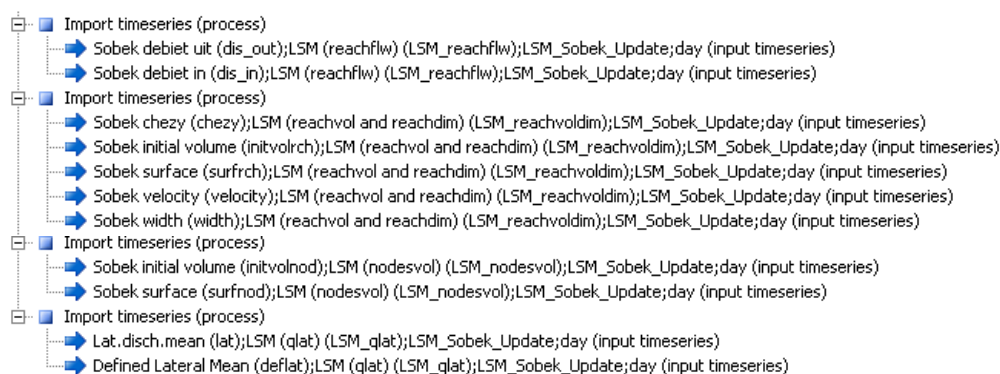 Import timeseries (process)
Sobek debiet uit (dis_out);LSM (reachflw) (LSM_reachflw);LSM_Sobek_Update;day (input timeseries)
Sobek debiet in (dis_in);LSM (reachflw) (LSM_reachflw);LSM_Sobek_Update;day (input timeseries)
Import timeseries (process)
Sobek chezy (chezy);LSM (reachvol and reachdim) (LSM_reachvoldim);LSM_Sobek_Update;day (input timeseries)
Sobek initial volume (initvolrch);LSM (reachvol and reachdim) (LSM_reachvoldim);LSM_Sobek_Update;day (input timeseries)
Sobek surface (surfrch);LSM (reachvol and reachdim) (LSM_reachvoldim);LSM_Sobek_Update;day (input timeseries)
Sobek velocity (velocity);LSM (reachvol and reachdim) (LSM_reachvoldim);LSM_Sobek_Update;day (input timeseries)
Sobek width (width);LSM (reachvol and reachdim) (LSM_reachvoldim);LSM_Sobek_Update;day (input timeseries)
Import timeseries (process)
Sobek initial volume (initvolnod);LSM (nodesvol) (LSM_nodesvol);LSM_Sobek_Update;day (input timeseries)
Sobek surface (surfnod);LSM (nodesvol) (LSM_nodesvol);LSM_Sobek_Update;day (input timeseries)
Import timeseries (process)
Lat.disch.mean (lat);LSM (qlat) (LSM_qlat);LSM_Sobek_Update;day (input timeseries)
Defined Lateral Mean (deflat);LSM (qlat) (LSM_qlat);LSM_Sobek_Update;day (input timeseries)